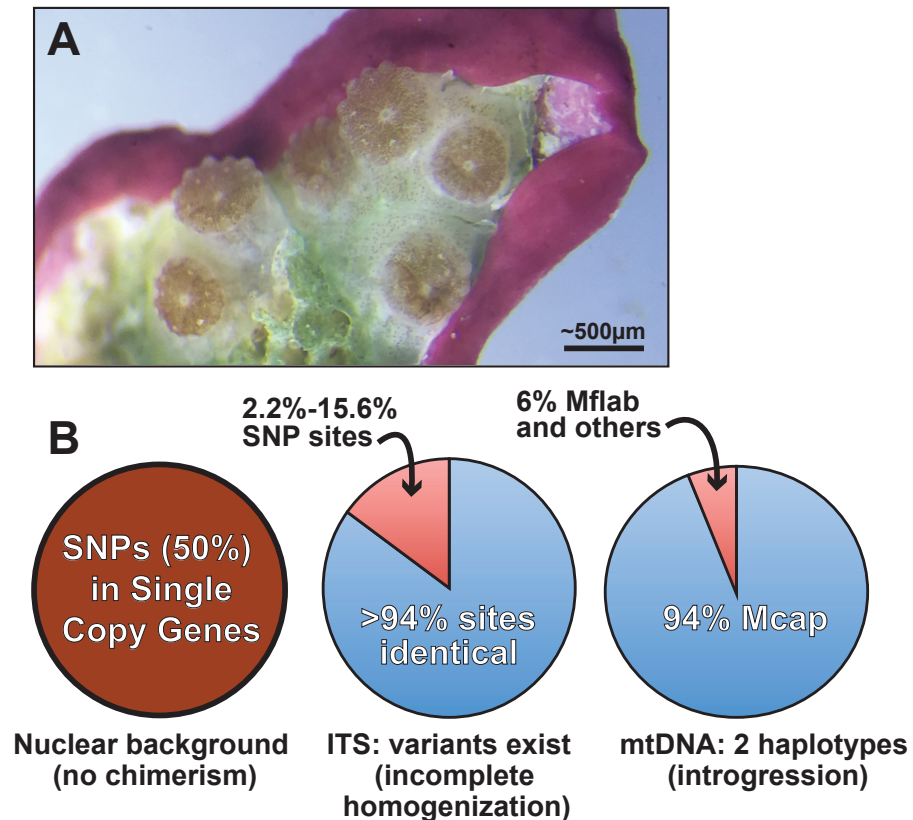 A
~500µm
B
2.2%-15.6%
SNP sites
6% Mflab
and others
SNPs (50%)
in Single
Copy Genes
>94% sites
identical
94% Mcap
Nuclear background
(no chimerism)
ITS: variants exist
(incomplete
homogenization)
mtDNA: 2 haplotypes
(introgression)